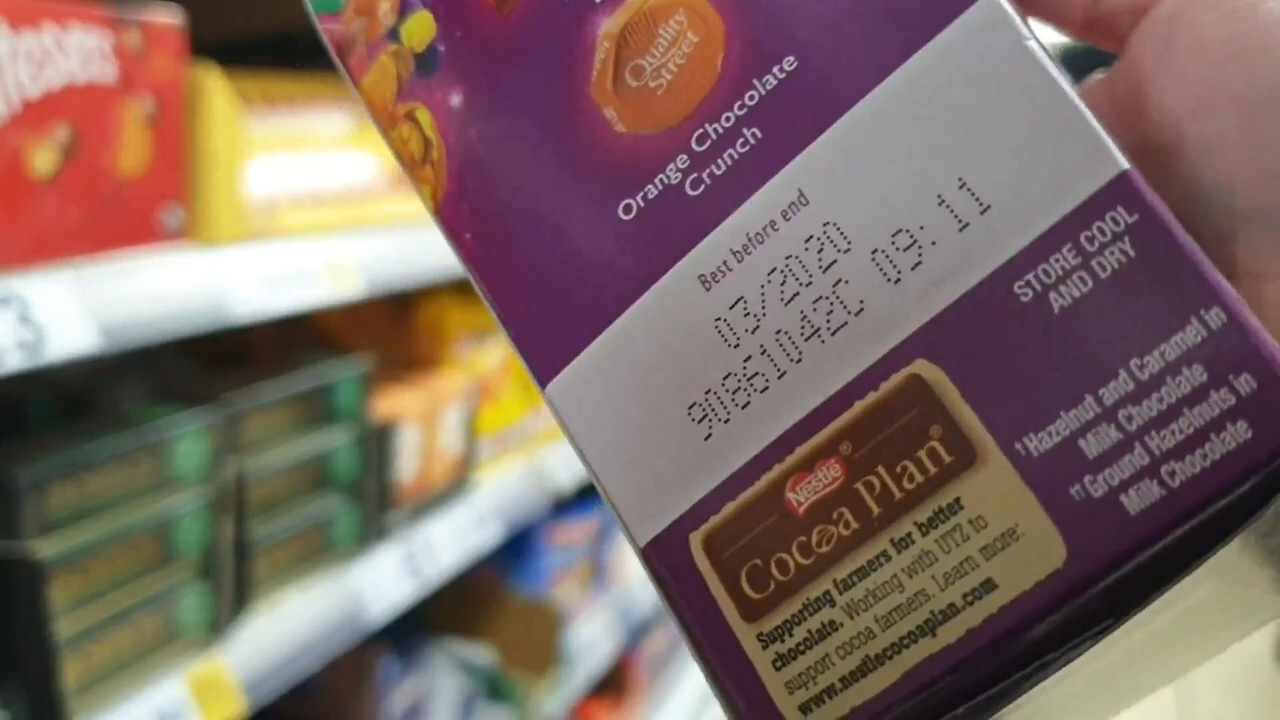 Quality
Street
Orange Chocolate
Crunch
Best before end
03/2020
90861042C 09:11
STORE COOL
AND DRY
†Hazelnut and Caramel in
Milk Chocolate
††Ground Hazelnuts in
Milk Chocolate
Nestlé®
Cocoa Plan®
Supporting farmers for better
chocolate. Working with UTZ to
support cocoa farmers. Learn more:
www.nestlecocoaplan.com